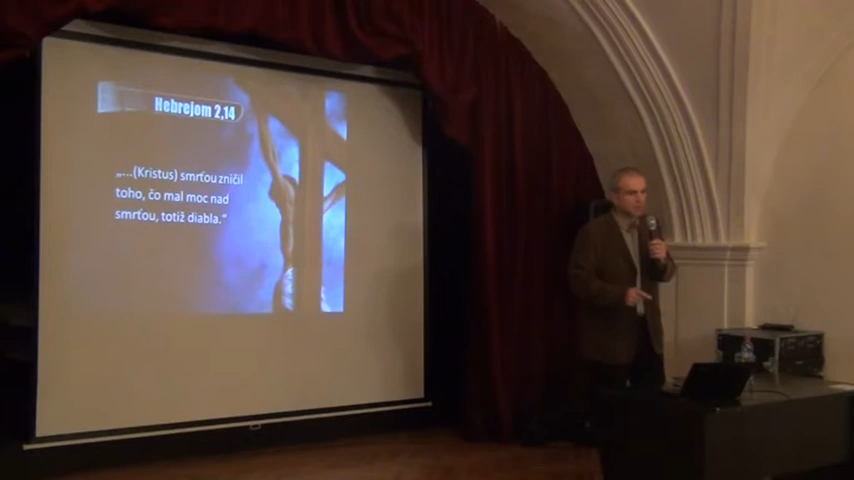 Hebrejom 2,14
„...(Kristus) smrťou zničil
toho, čo mal moc nad
smrťou, totiž diabla.“